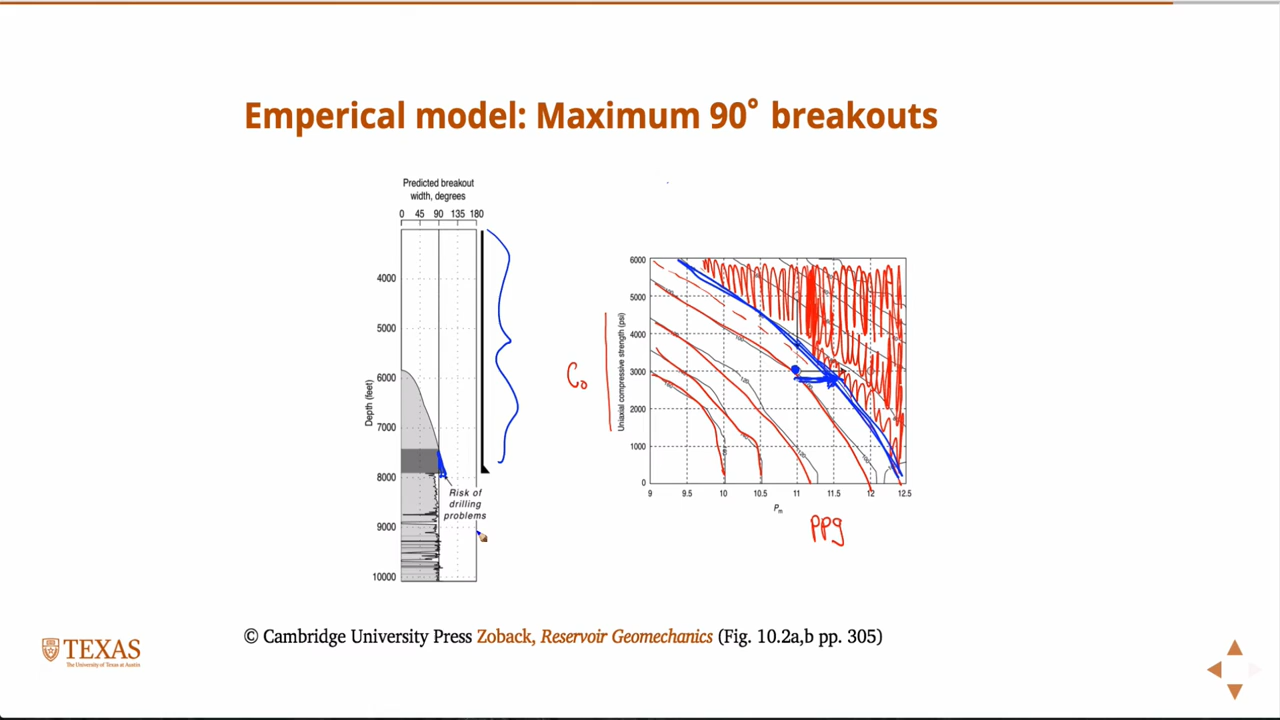 Emperical model: Maximum 90° breakouts
Predicted breakout
width, degrees
0 45 90 135 180
4000
5000
6000
7000
8000
9000
10000
Depth (feet)
Risk of
drilling
problems
C₀
Uniaxial compressive strength (psi)
6000
5000
4000
3000
2000
1000
0
9 9.5 10 10.5 11 11.5 12 12.5
Pm
ppg
© Cambridge University Press Zoback, Reservoir Geomechanics (Fig. 10.2a,b pp. 305)
TEXAS
The University of Texas at Austin